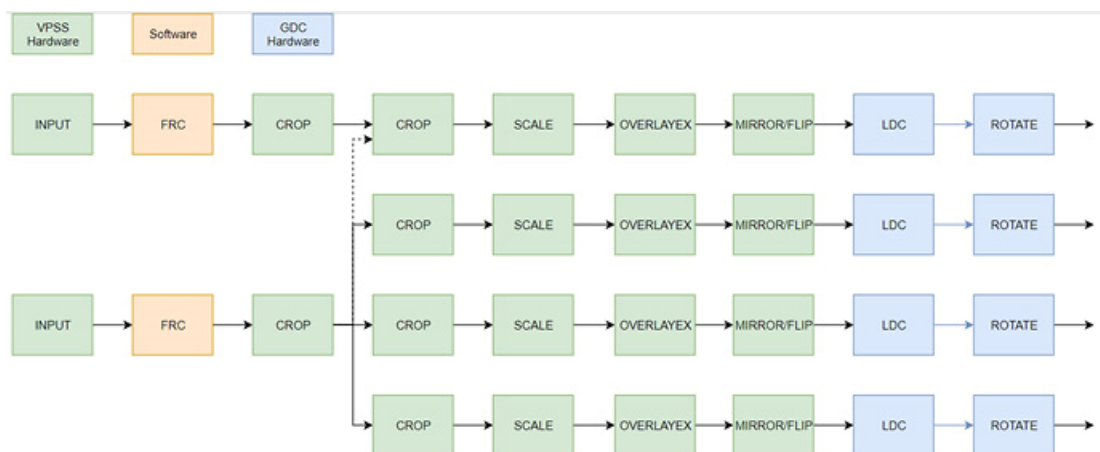 VPSS
Hardware
Software
GDC
Hardware
INPUT
FRC
CROP
CROP
SCALE
OVERLAYEX
MIRROR/FLIP
LDC
ROTATE
CROP
SCALE
OVERLAYEX
MIRROR/FLIP
LDC
ROTATE
INPUT
FRC
CROP
CROP
SCALE
OVERLAYEX
MIRROR/FLIP
LDC
ROTATE
CROP
SCALE
OVERLAYEX
MIRROR/FLIP
LDC
ROTATE